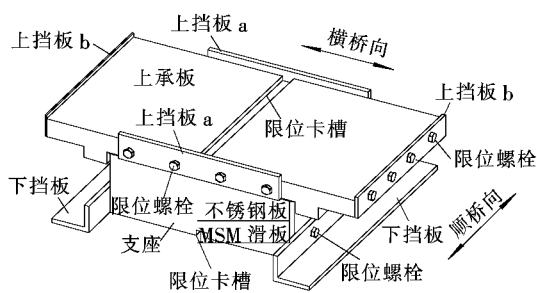 上挡板 a
横桥向
上挡板 b
上承板
上挡板 b
上挡板 a
限位卡槽
限位螺栓
下挡板
限位螺栓
不锈钢板
下挡板
顺桥向
支座
MSM 滑板
限位卡槽
限位螺栓